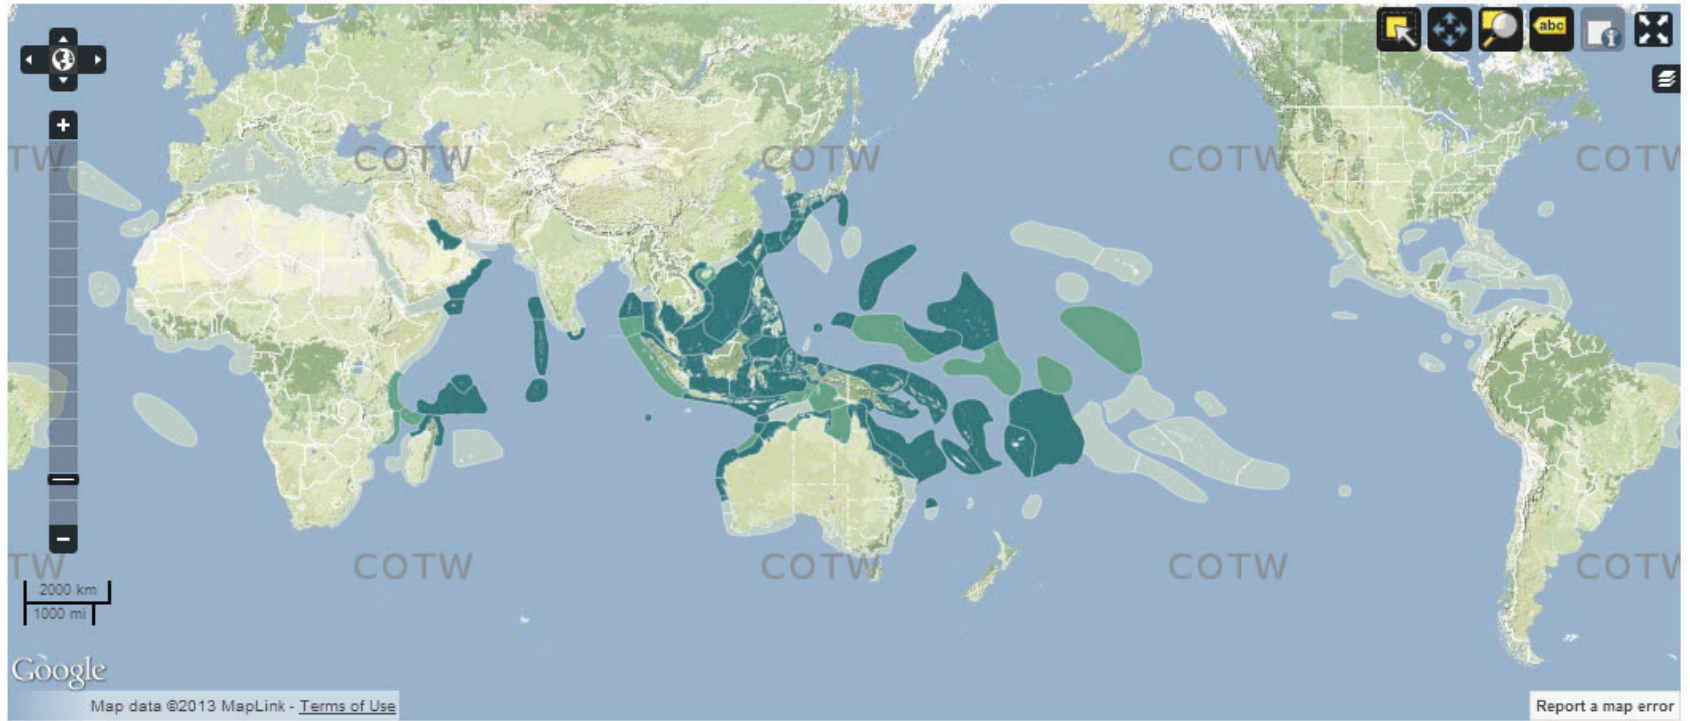 abc
TW COTW COTW COTW COTW
TW COTW COTW COTW COTW
2000 km
1000 mi
Google
Map data ©2013 MapLink - Terms of Use
Report a map error